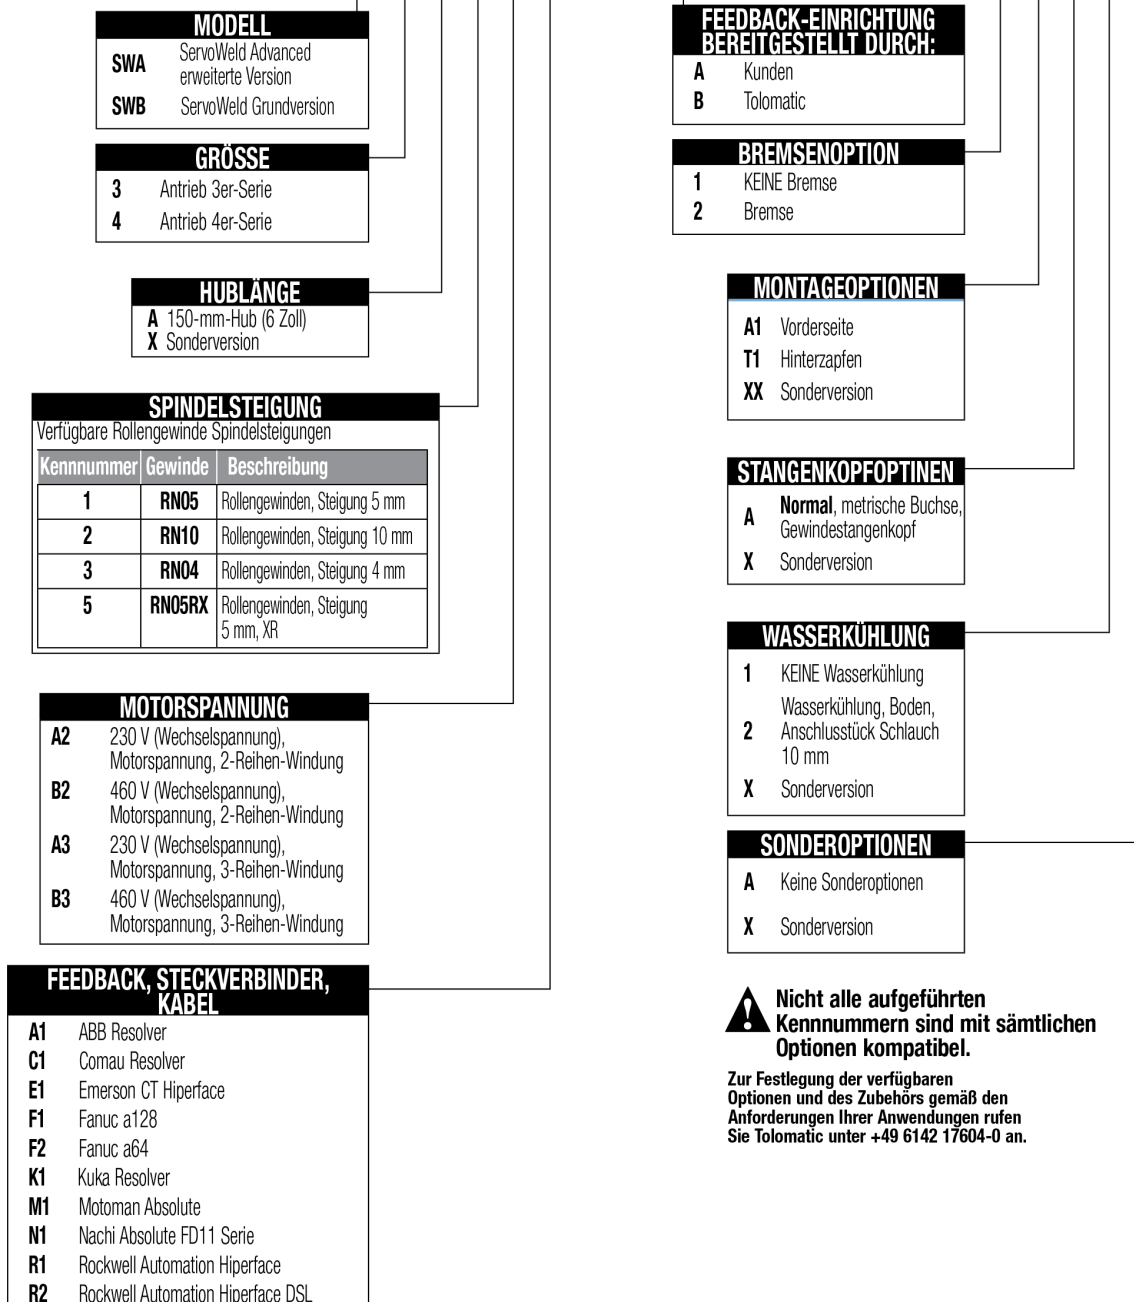 MODELL
SWA ServoWeld Advanced
erweiterte Version
SWB ServoWeld Grundversion
GRÖSSE
3 Antrieb 3er-Serie
4 Antrieb 4er-Serie
HUBLÄNGE
A 150-mm-Hub (6 Zoll)
X Sonderversion
SPINDELSTEIGUNG
Verfügbare Rollengewinde Spindelsteigungen
Kennnummer Gewinde Beschreibung
1 RN05 Rollengewinden, Steigung 5 mm
2 RN10 Rollengewinden, Steigung 10 mm
3 RN04 Rollengewinden, Steigung 4 mm
5 RN05RX Rollengewinden, Steigung
5 mm, XR
MOTORSPANNUNG
A2 230 V (Wechselspannung),
Motorspannung, 2-Reihen-Windung
B2 460 V (Wechselspannung),
Motorspannung, 2-Reihen-Windung
A3 230 V (Wechselspannung),
Motorspannung, 3-Reihen-Windung
B3 460 V (Wechselspannung),
Motorspannung, 3-Reihen-Windung
FEEDBACK, STECKVERBINDER,
KABEL
A1 ABB Resolver
C1 Comau Resolver
E1 Emerson CT Hiperface
F1 Fanuc a128
F2 Fanuc a64
K1 Kuka Resolver
M1 Motoman Absolute
N1 Nachi Absolute FD11 Serie
R1 Rockwell Automation Hiperface
R2 Rockwell Automation Hiperface DSL
FEEDBACK-EINRICHTUNG
BEREITGESTELLT DURCH:
A Kunden
B Tolomatic
BREMSENOPTION
1 KEINE Bremse
2 Bremse
MONTAGEOPTIONEN
A1 Vorderseite
T1 Hinterzapfen
XX Sonderversion
STANGENKOPFOPTINEN
A Normal, metrische Buchse,
Gewindestangenkopf
X Sonderversion
WASSERKÜHLUNG
1 KEINE Wasserkühlung
2 Wasserkühlung, Boden,
Anschlusstück Schlauch
10 mm
X Sonderversion
SONDEROPTIONEN
A Keine Sonderoptionen
X Sonderversion
Nicht alle aufgeführten
Kennnummern sind mit sämtlichen
Optionen kompatibel.
Zur Festlegung der verfügbaren
Optionen und des Zubehörs gemäß den
Anforderungen Ihrer Anwendungen rufen
Sie Tolomatic unter +49 6142 17604-0 an.